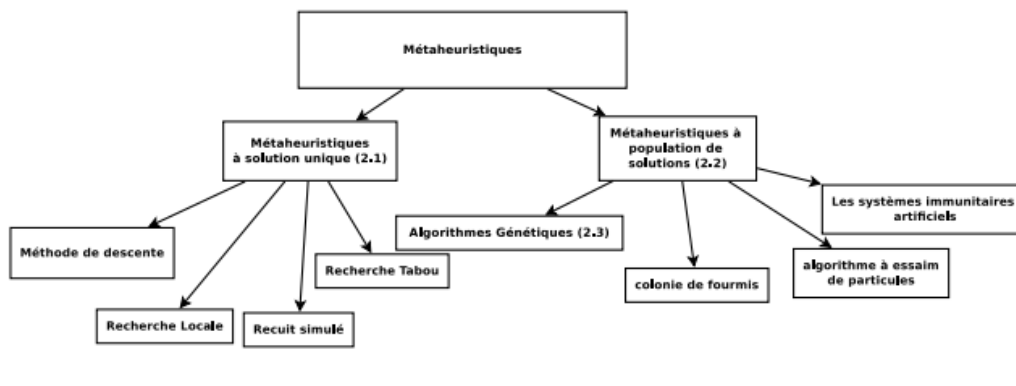 Métaheuristiques
Métaheuristiques
à solution unique (2.1)
Métaheuristiques à
population de
solutions (2.2)
Méthode de descente
Recherche Locale
Recuit simulé
Recherche Tabou
Algorithmes Génétiques (2.3)
colonie de fourmis
algorithme à essaim
de particules
Les systèmes immunitaires
artificiels